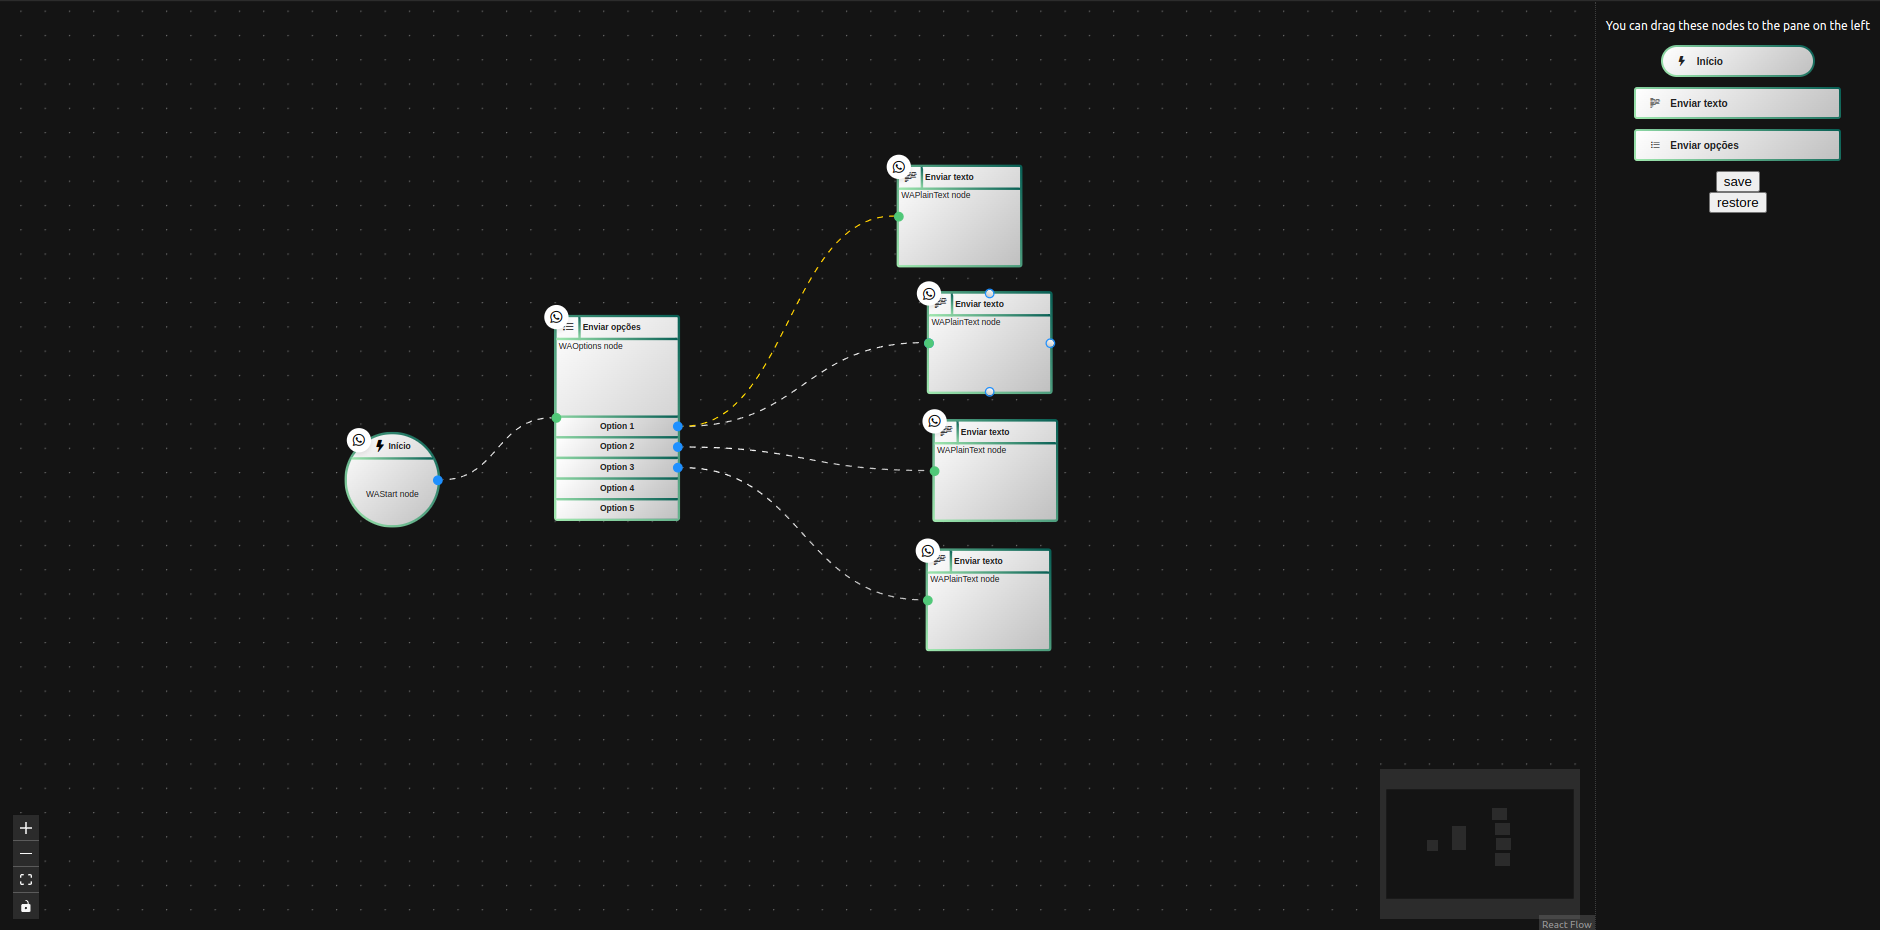 You can drag these nodes to the pane on the left
Início
Enviar texto
Enviar opções
save
restore
Enviar texto
WAPlainText node
Enviar texto
WAPlainText node
Enviar opções
WAOptions node
Option 1
Option 2
Option 3
Option 4
Option 5
Início
WAStart node
Enviar texto
WAPlainText node
Enviar texto
WAPlainText node
React Flow